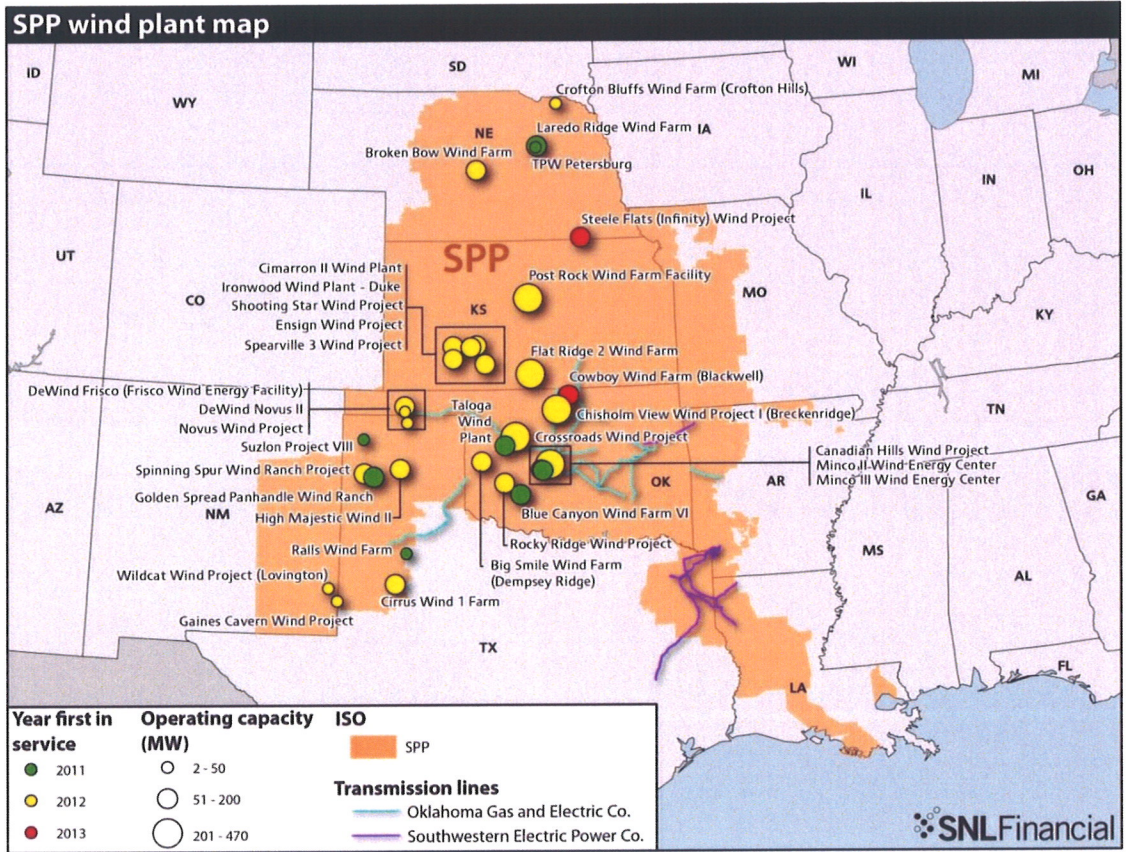 SPP wind plant map
ID
WY
SD
WI
MI
Crofton Bluffs Wind Farm (Crofton Hills)
NE
Laredo Ridge Wind Farm
IA
Broken Bow Wind Farm
TPW Petersburg
IL
IN
OH
Steele Flats (Infinity) Wind Project
UT
SPP
Cimarron II Wind Plant
Ironwood Wind Plant - Duke
Shooting Star Wind Project
Ensign Wind Project
Spearville 3 Wind Project
CO
Post Rock Wind Farm Facility
KS
MO
KY
Flat Ridge 2 Wind Farm
Cowboy Wind Farm (Blackwell)
DeWind Frisco (Frisco Wind Energy Facility)
DeWind Novus II
Novus Wind Project
Taloga
Wind
Plant
Chisholm View Wind Project I (Breckenridge)
TN
Suzlon Project VIII
Crossroads Wind Project
Canadian Hills Wind Project
Minco II Wind Energy Center
Minco III Wind Energy Center
Spinning Spur Wind Ranch Project
OK
AR
GA
Golden Spread Panhandle Wind Ranch
AZ
NM
High Majestic Wind II
Blue Canyon Wind Farm VI
Rocky Ridge Wind Project
Ralls Wind Farm
Big Smile Wind Farm
(Dempsey Ridge)
MS
AL
Wildcat Wind Project (Lovington)
Cirrus Wind 1 Farm
Gaines Cavern Wind Project
TX
FL
LA
Year first in
service
2011
2012
2013
Operating capacity
(MW)
2 - 50
51 - 200
201 - 470
ISO
SPP
Transmission lines
Oklahoma Gas and Electric Co.
Southwestern Electric Power Co.
SNLFinancial